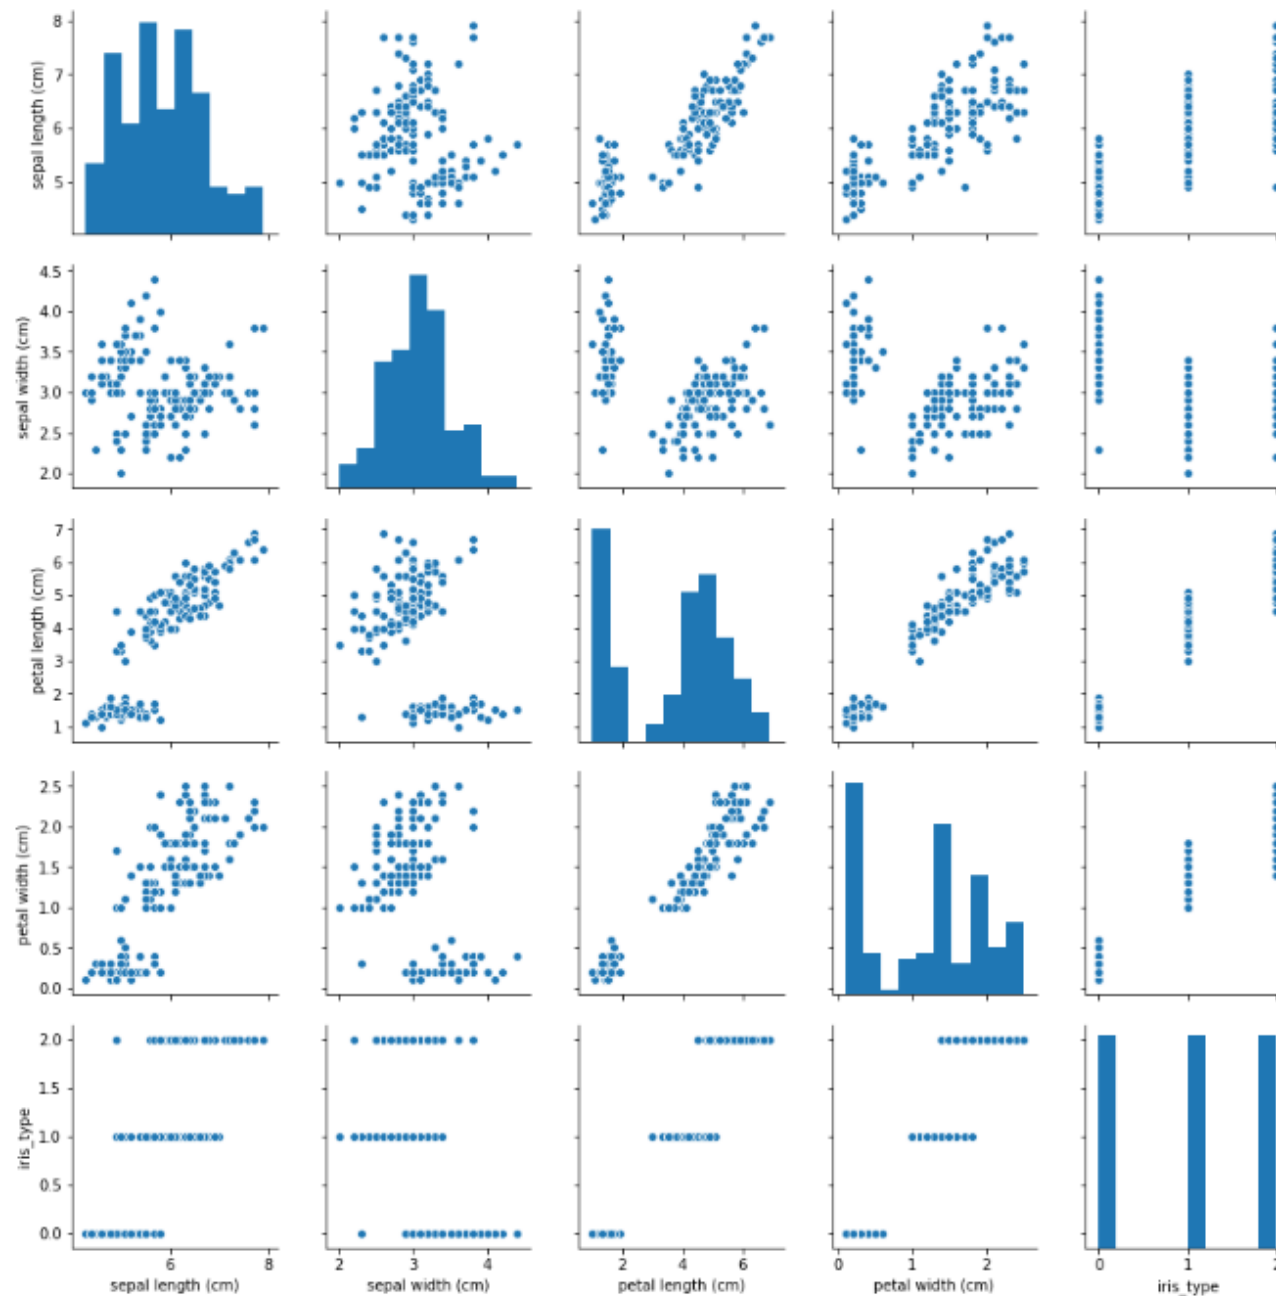 8
7
6
5
sepal length (cm)
4.5
4.0
3.5
3.0
2.5
2.0
sepal width (cm)
7
6
5
4
3
2
1
petal length (cm)
2.5
2.0
1.5
1.0
0.5
0.0
petal width (cm)
2.0
1.5
1.0
0.5
0.0
iris_type
6 8
sepal length (cm)
2 3 4
sepal width (cm)
2 4 6
petal length (cm)
0 1 2
petal width (cm)
0 1 2
iris_type